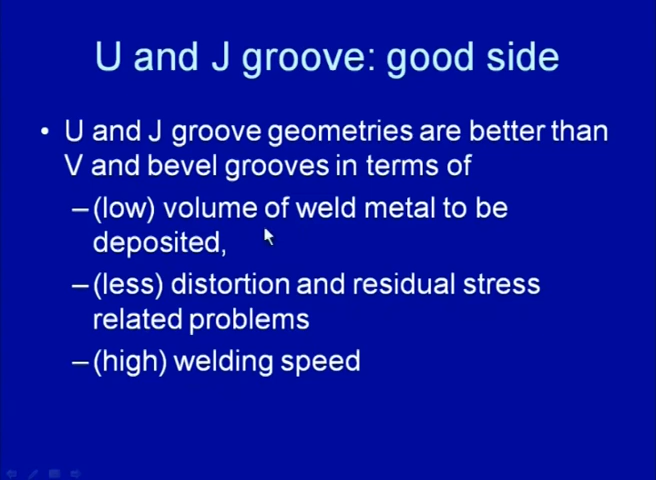 U and J groove: good side
• U and J groove geometries are better than
V and bevel grooves in terms of
–(low) volume of weld metal to be
deposited,
–(less) distortion and residual stress
related problems
–(high) welding speed